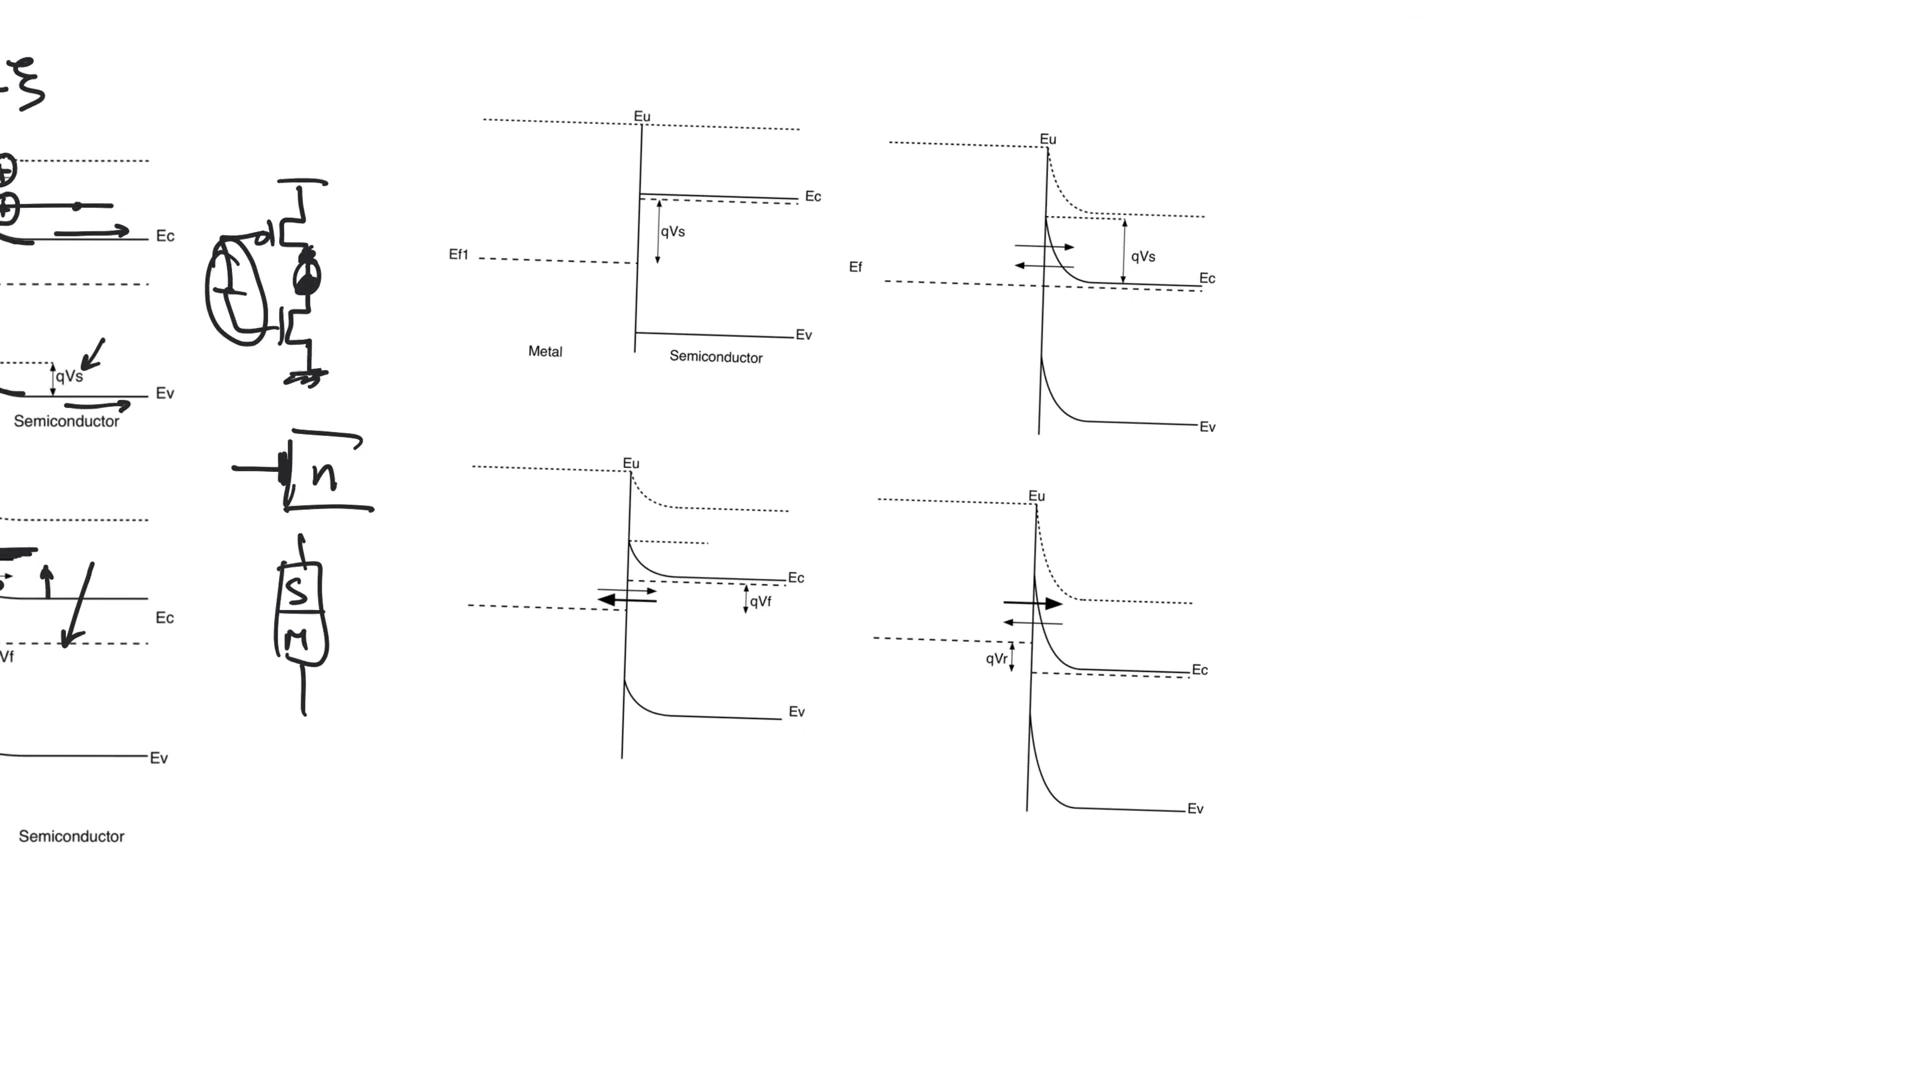 -ξ
Ec
qVs
Ev
Semiconductor
Ec
Vf
Ev
Semiconductor
n
S
M
Eu
Ec
qVs
Ef1
Ev
Metal
Semiconductor
Eu
qVs
Ef
Ec
Ev
Eu
Ec
qVf
Ev
Eu
qVr
Ec
Ev